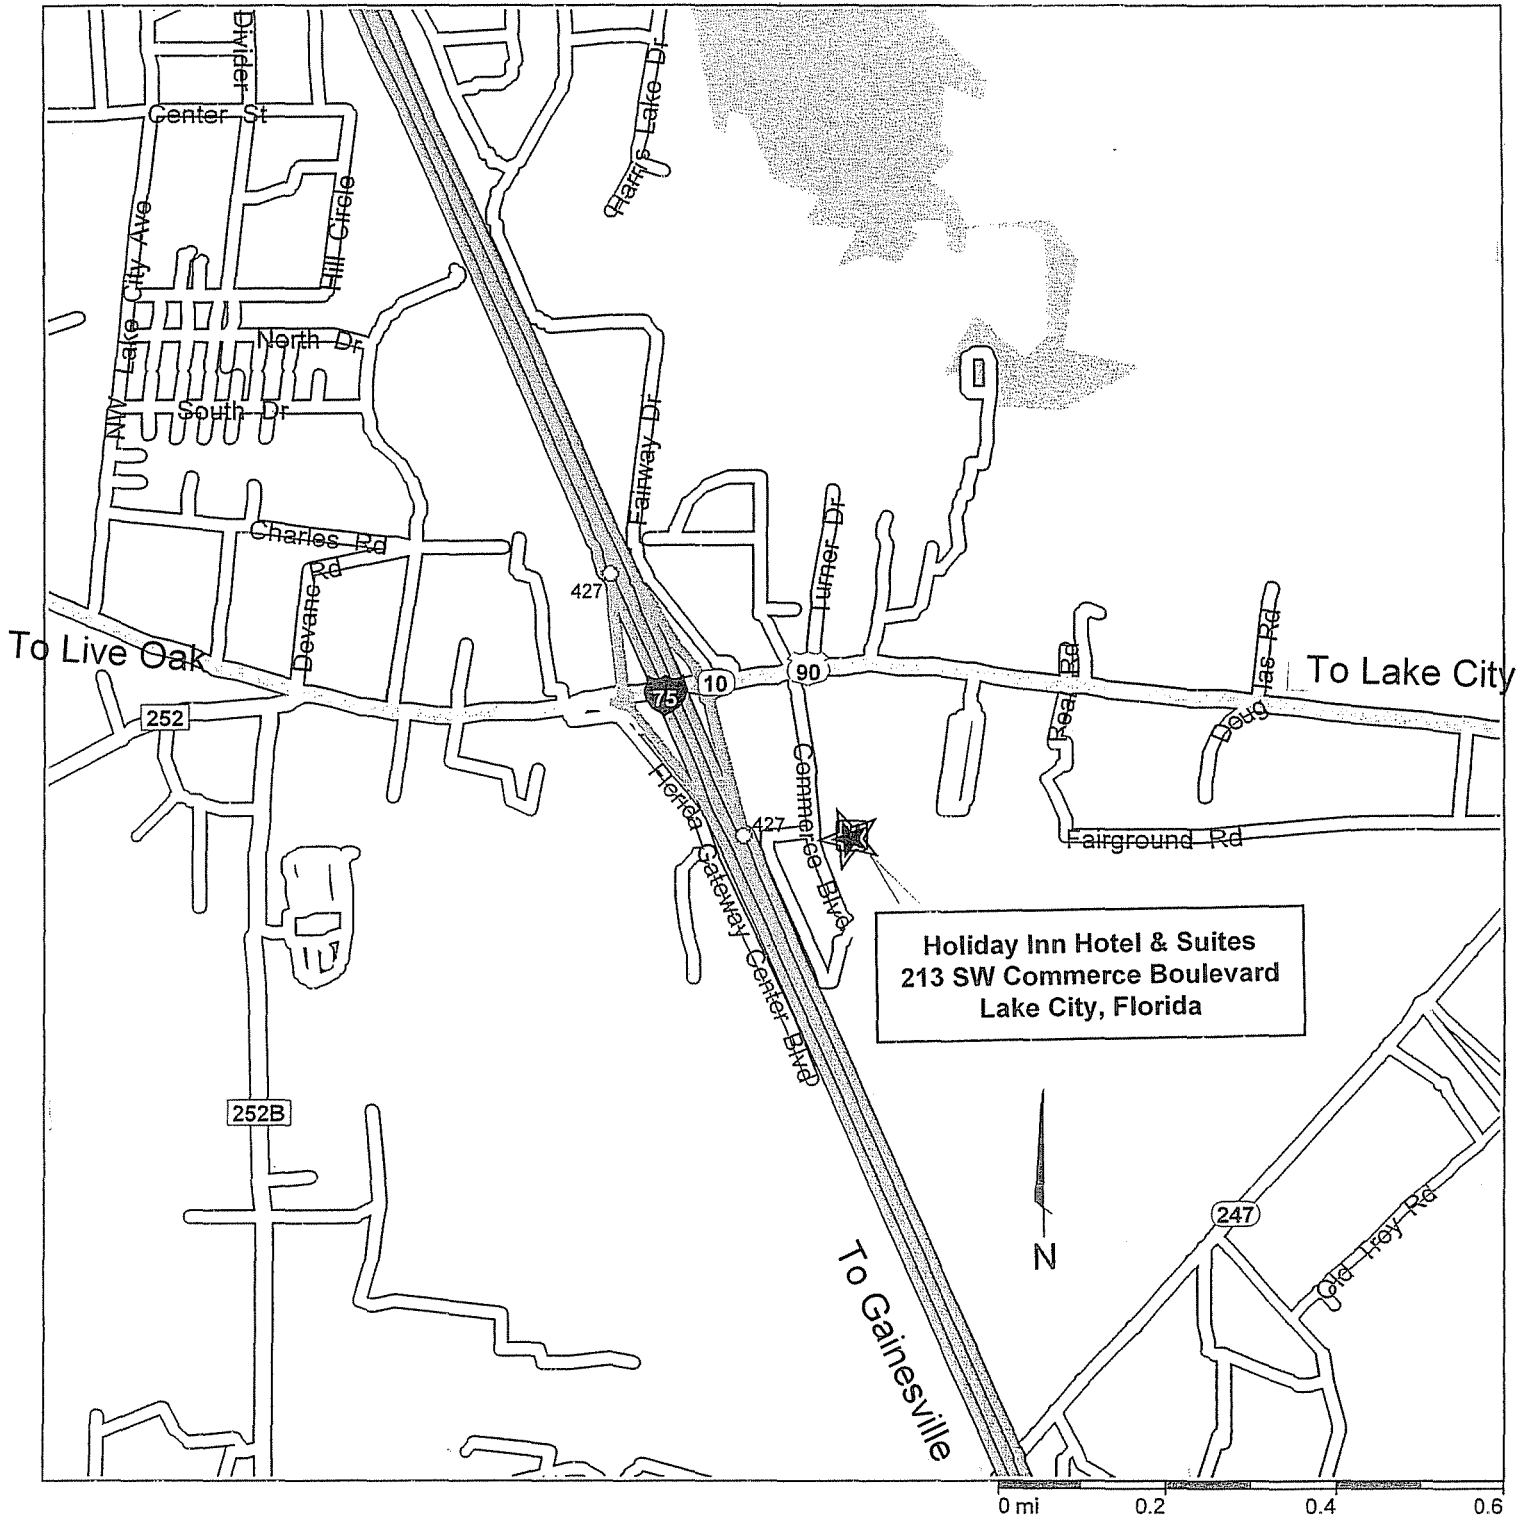 Divider
Center St
Harris Lake Dr
Hill Circle
NW Lake City Ave
North Dr
South Dr
Fairway Dr
Charles Rd
Devane Rd
Turner Dr
427
To Live Oak
75
10
90
Real Rd
Douglas Rd
To Lake City
252
Commerce Blvd
427
Florida Gateway Center Blvd
Fairground Rd
Holiday Inn Hotel & Suites
213 SW Commerce Boulevard
Lake City, Florida
252B
N
247
Old Troy Rd
To Gainesville
0 mi 0.2 0.4 0.6